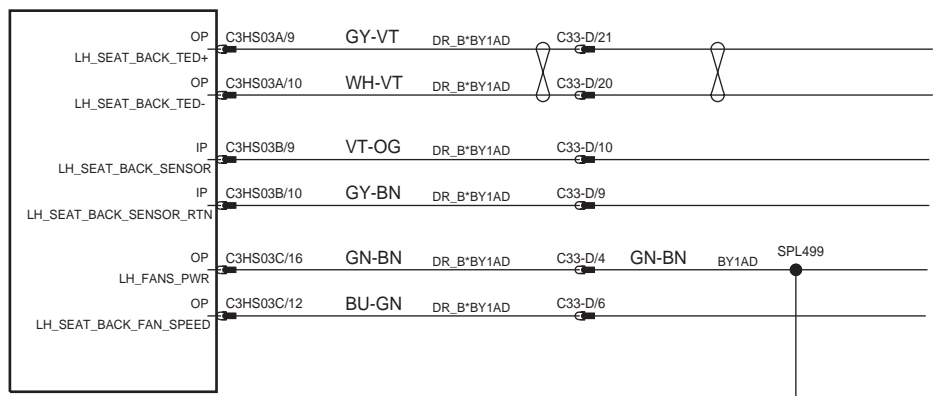 OP C3HS03A/9 GY-VT DR_B*BY1AD C33-D/21
LH_SEAT_BACK_TED+
OP C3HS03A/10 WH-VT DR_B*BY1AD C33-D/20
LH_SEAT_BACK_TED-
IP C3HS03B/9 VT-OG DR_B*BY1AD C33-D/10
LH_SEAT_BACK_SENSOR
IP C3HS03B/10 GY-BN DR_B*BY1AD C33-D/9
LH_SEAT_BACK_SENSOR_RTN
OP C3HS03C/16 GN-BN DR_B*BY1AD C33-D/4 GN-BN BY1AD SPL499
LH_FANS_PWR
OP C3HS03C/12 BU-GN DR_B*BY1AD C33-D/6
LH_SEAT_BACK_FAN_SPEED